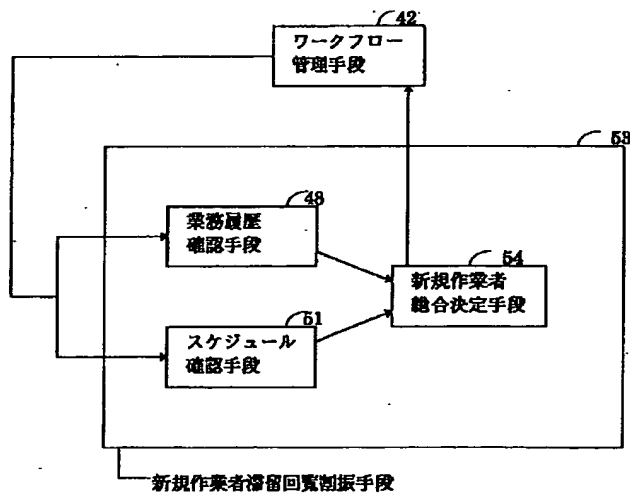 42
ワークフロー
管理手段
53
48
業務履歴
確認手段
54
新規作業者
総合決定手段
51
スケジュール
確認手段
新規作業者滞留回覧割振手段